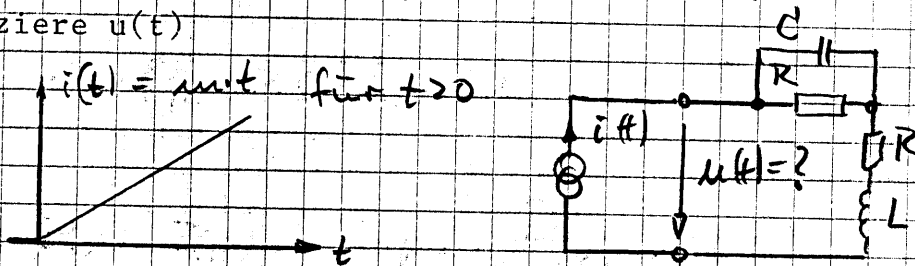 ziere u(t)
i(t) = m·t für t>0
t
i(t)
u(t)=?
C
R
R
L